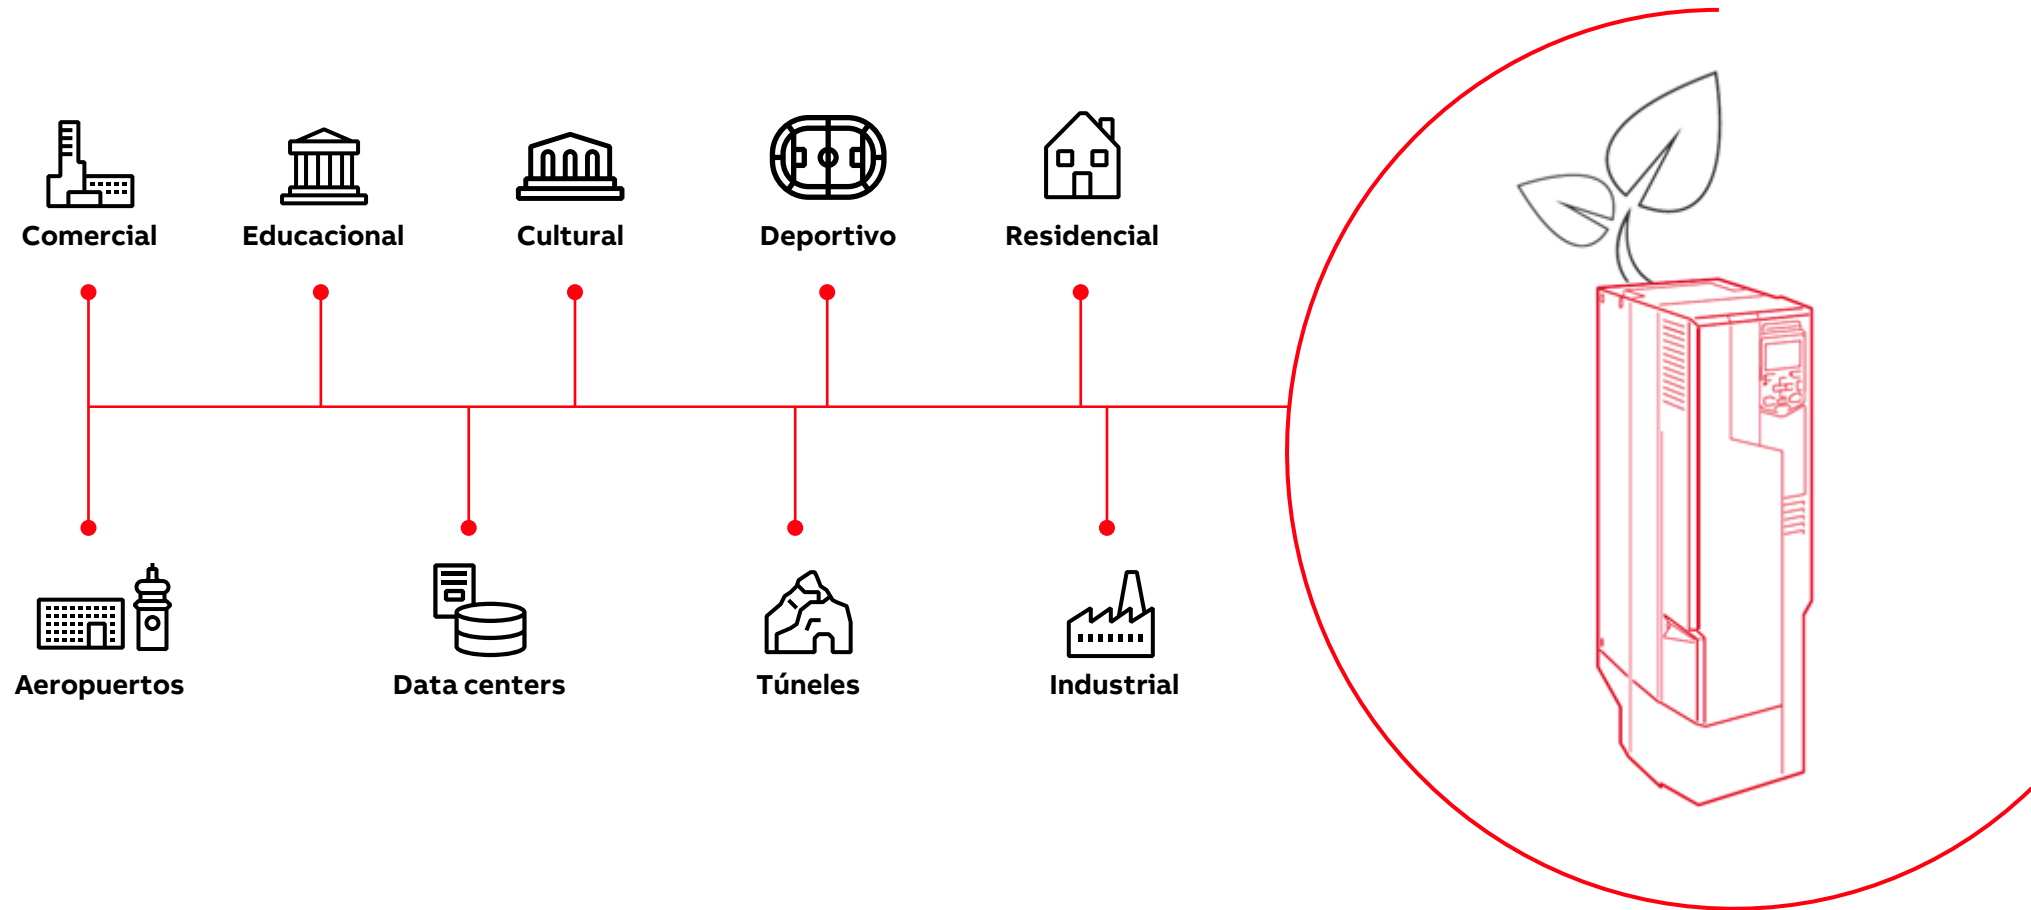 Comercial
Educacional
Cultural
Deportivo
Residencial
Aeropuertos
Data centers
Túneles
Industrial